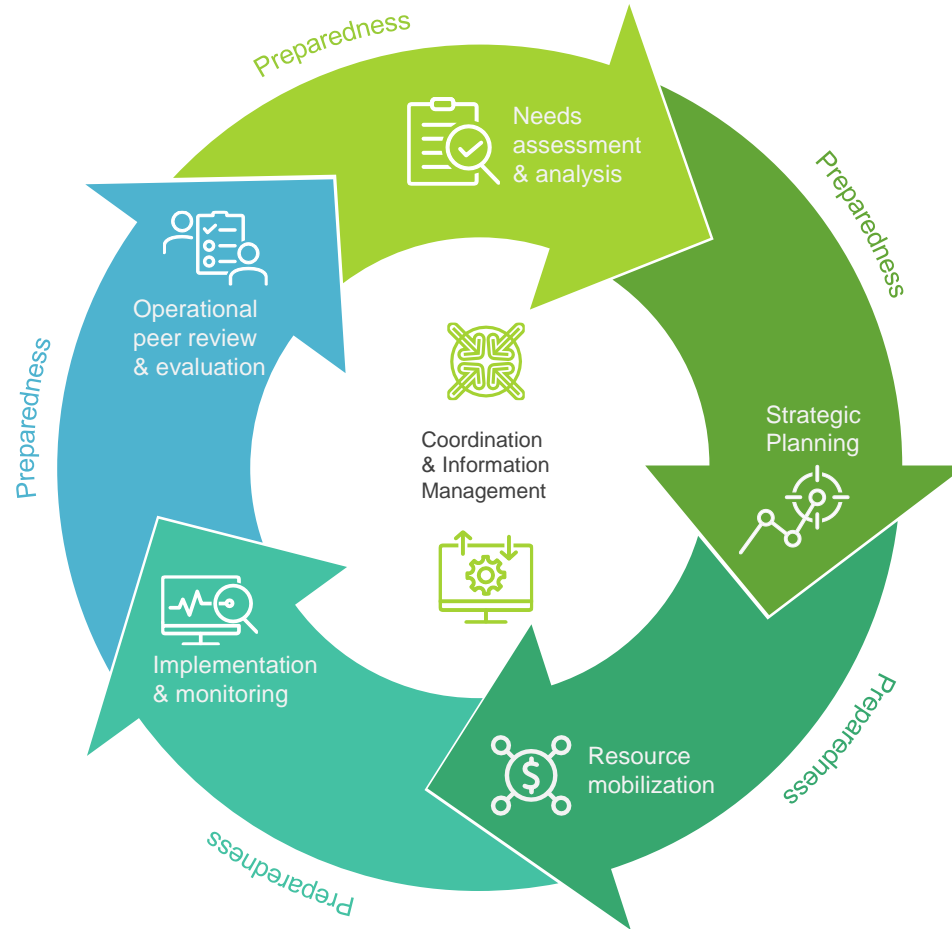 Preparedness
Needs
assessment
& analysis
Preparedness
Strategic
Planning
Preparedness
Resource
mobilization
Preparedness
Implementation
& monitoring
Preparedness
Operational
peer review
& evaluation
Coordination
& Information
Management
$